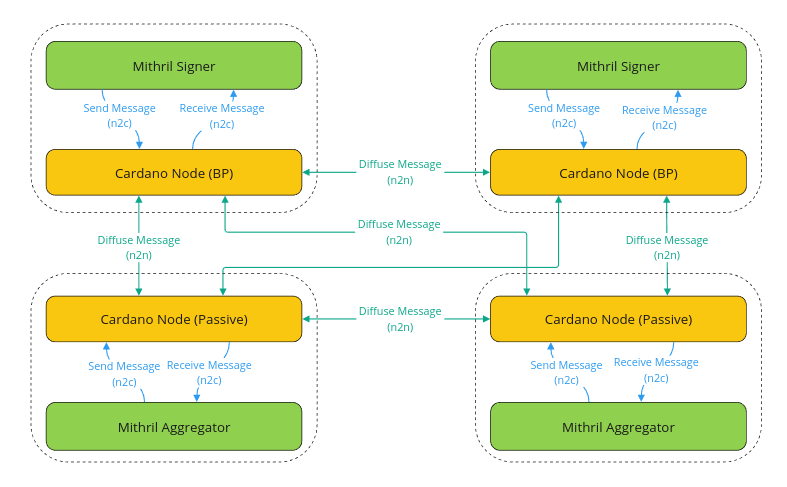 Mithril Signer
Mithril Signer
Send Message
(n2c)
Receive Message
(n2c)
Send Message
(n2c)
Receive Message
(n2c)
Cardano Node (BP)
Diffuse Message
(n2n)
Cardano Node (BP)
Diffuse Message
(n2n)
Diffuse Message
(n2n)
Diffuse Message
(n2n)
Cardano Node (Passive)
Diffuse Message
(n2n)
Cardano Node (Passive)
Send Message
(n2c)
Receive Message
(n2c)
Send Message
(n2c)
Receive Message
(n2c)
Mithril Aggregator
Mithril Aggregator